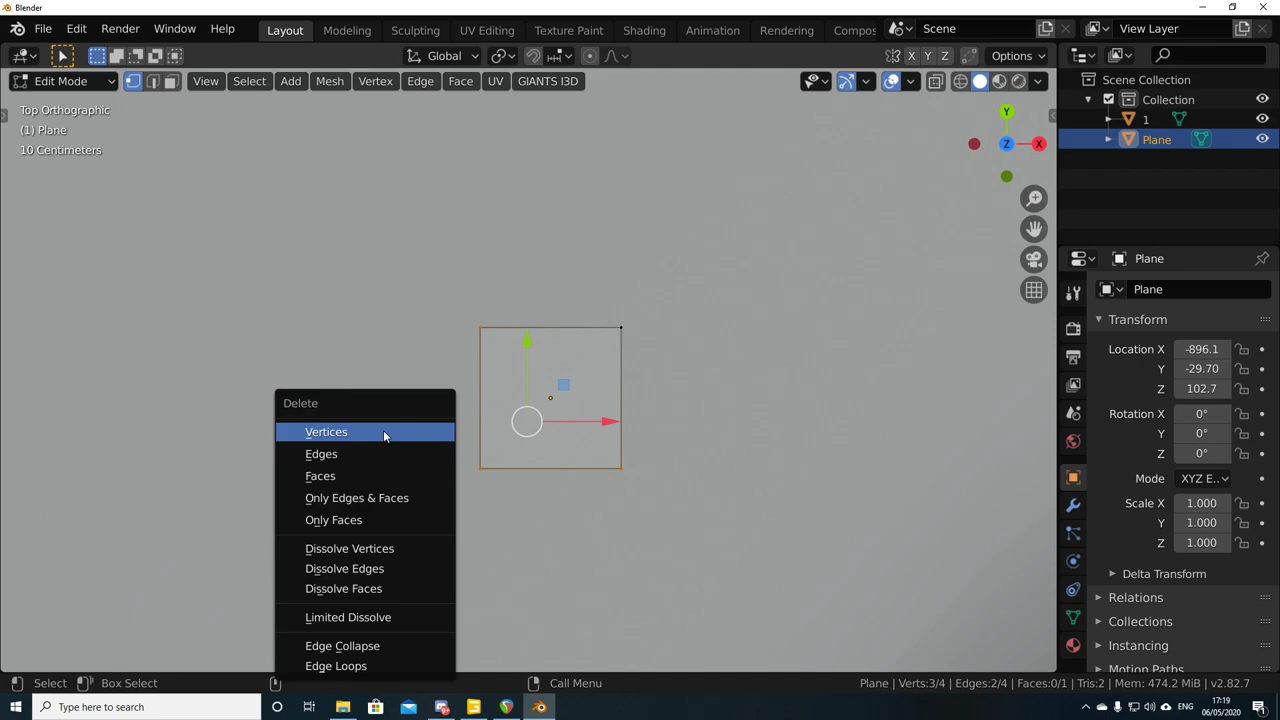 Blender
File Edit Render Window Help Layout Modeling Sculpting UV Editing Texture Paint Shading Animation Rendering Compos Scene View Layer
Global X Y Z Options
Edit Mode View Select Add Mesh Vertex Edge Face UV GIANTS I3D
Top Orthographic
(1) Plane
10 Centimeters
Y
Z X
Delete
Vertices
Edges
Faces
Only Edges & Faces
Only Faces
Dissolve Vertices
Dissolve Edges
Dissolve Faces
Limited Dissolve
Edge Collapse
Edge Loops
Scene Collection
Collection
1
Plane
Plane
Plane
Transform
Location X -896.1
Y -29.70
Z 102.7
Rotation X 0°
Y 0°
Z 0°
Mode XYZ E..
Scale X 1.000
Y 1.000
Z 1.000
Delta Transform
Relations
Collections
Instancing
Motion Paths
Select Box Select Call Menu Plane | Verts:3/4 | Edges:2/4 | Faces:0/1 | Tris:2 | Mem: 474.2 MiB | v2.82.7
Type here to search ENG 17:19
06/05/2020